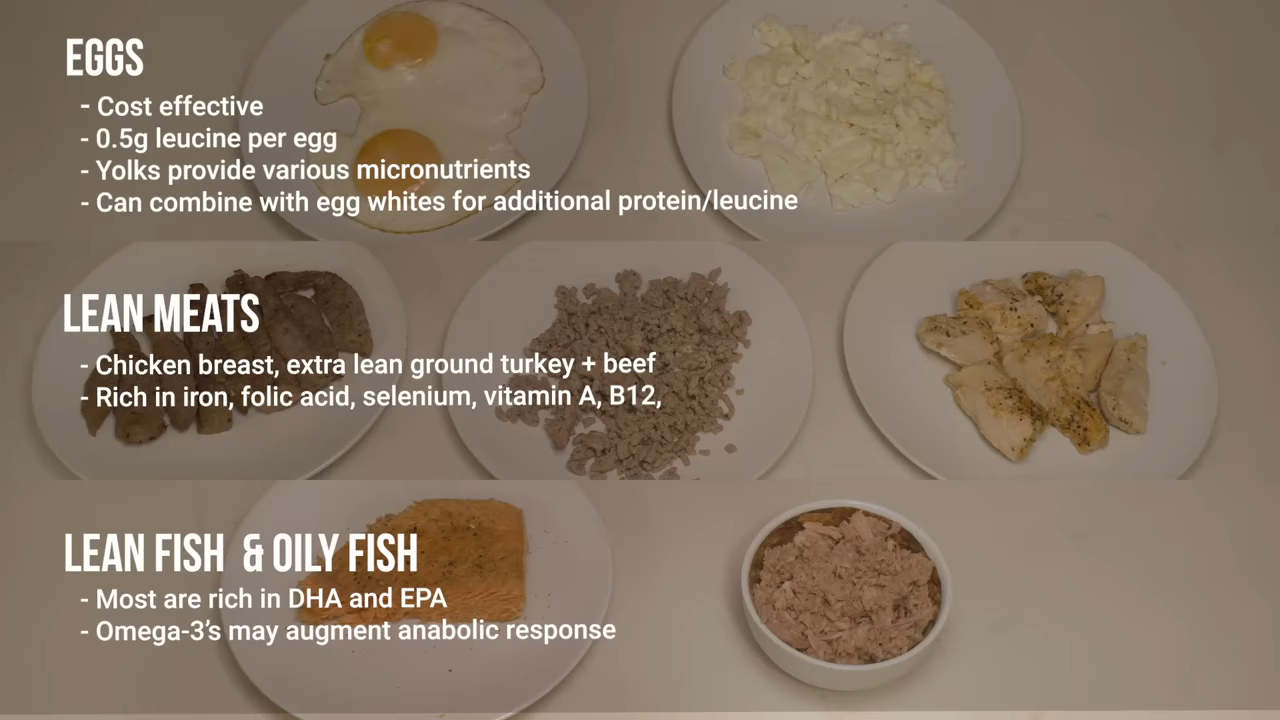 EGGS
- Cost effective
- 0.5g leucine per egg
- Yolks provide various micronutrients
- Can combine with egg whites for additional protein/leucine
LEAN MEATS
- Chicken breast, extra lean ground turkey + beef
- Rich in iron, folic acid, selenium, vitamin A, B12,
LEAN FISH & OILY FISH
- Most are rich in DHA and EPA
- Omega-3's may augment anabolic response